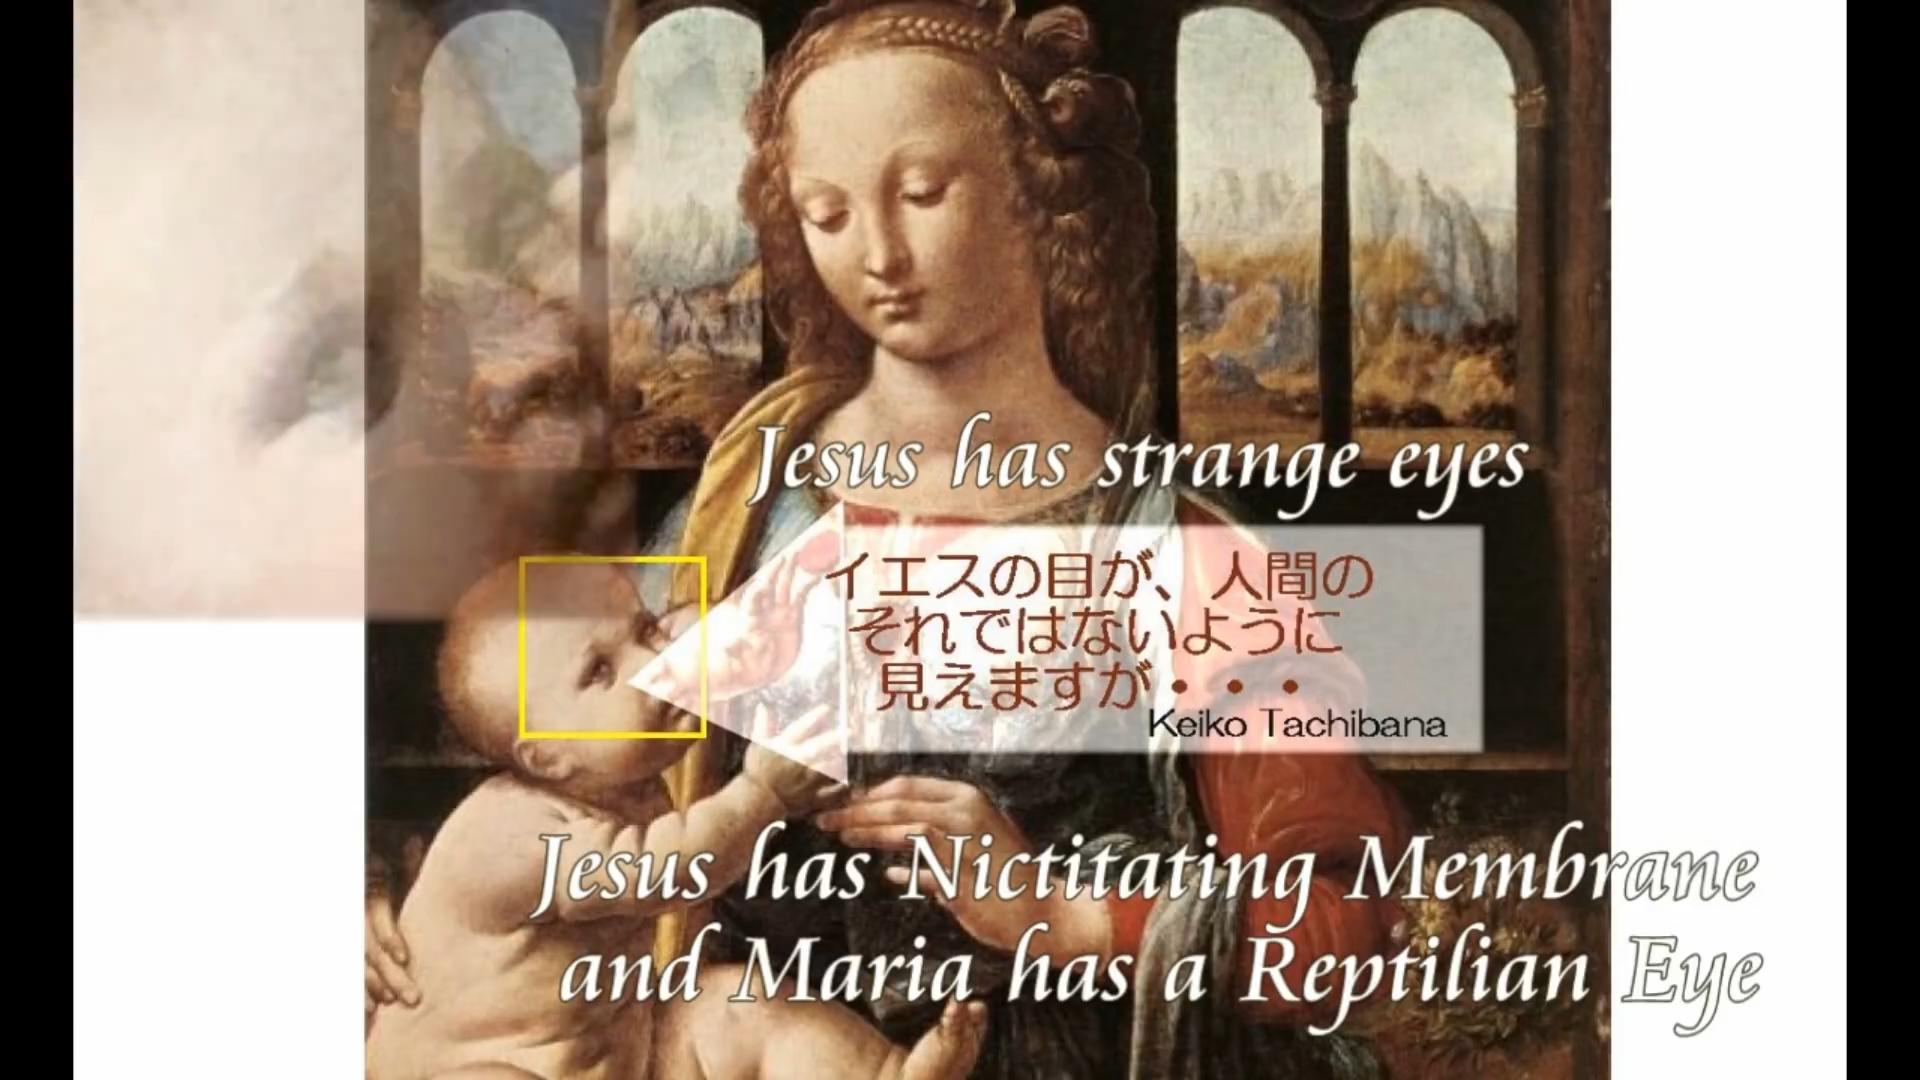 Jesus has strange eyes
イエスの目が、人間の
それではないように
見えますが・・・
Keiko Tachibana
Jesus has Nictitating Membrane
and Maria has a Reptilian Eye